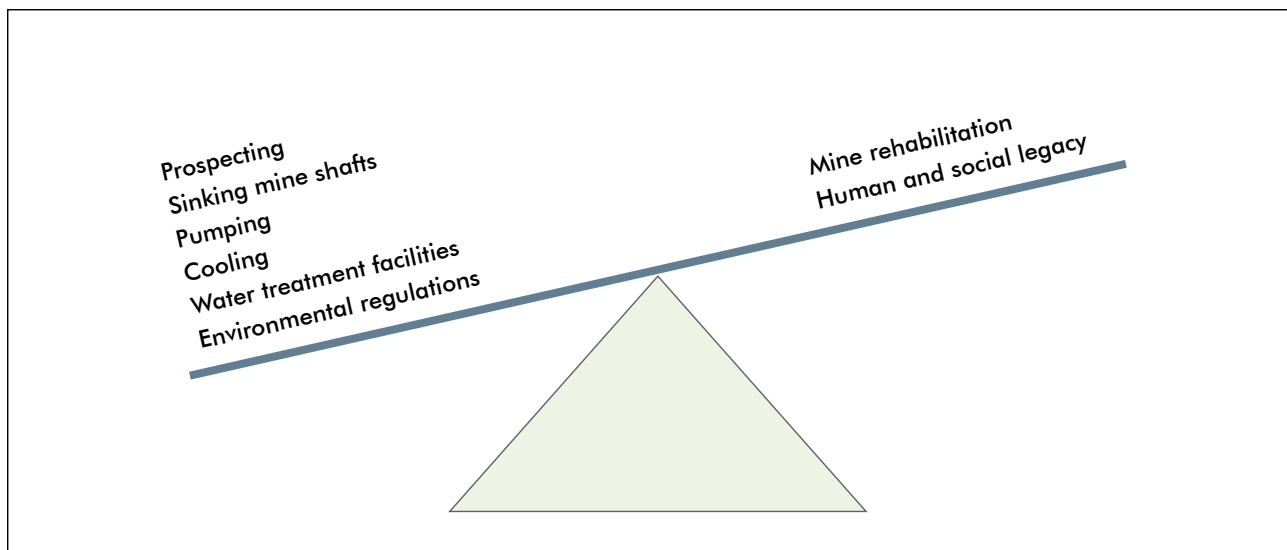 Prospecting
Sinking mine shafts
Pumping
Cooling
Water treatment facilities
Environmental regulations
Mine rehabilitation
Human and social legacy